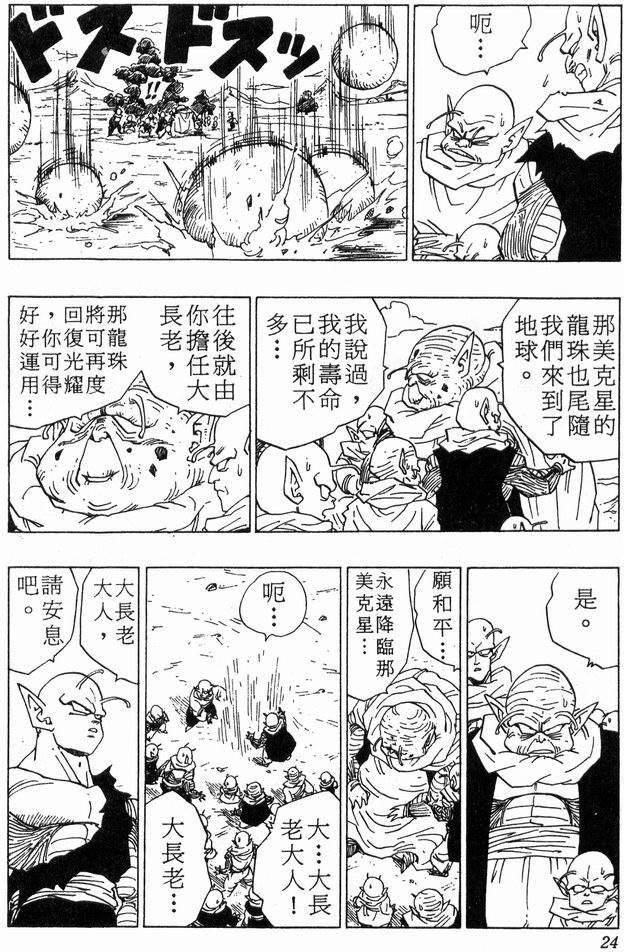 呃…
ドスドスッ
!!
那美克星的
龍珠也尾隨
我們來到了
地球。
我說過，
我的壽命
已所剩不
多…
往後就由
你擔任大
長老，
那龍珠
將可再度
回復光耀
，你可得
好好運用…
是。
願和平…
永遠降臨那
美克星…
呃…
大…大長
老大人！
大長老…
大長老
大人，
請安息
吧。
24